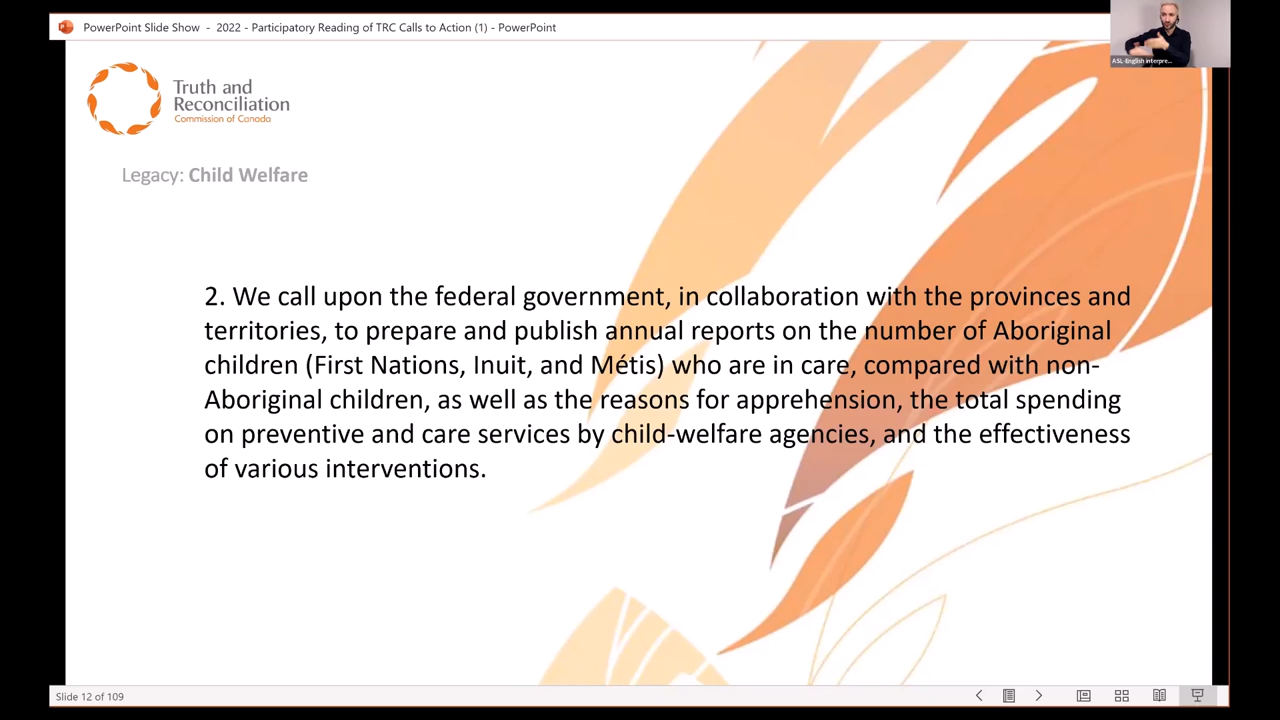 PowerPoint Slide Show - 2022 - Participatory Reading of TRC Calls to Action (1) - PowerPoint
ASL-English interpre...
Truth and
Reconciliation
Commission of Canada
Legacy: Child Welfare
2. We call upon the federal government, in collaboration with the provinces and
territories, to prepare and publish annual reports on the number of Aboriginal
children (First Nations, Inuit, and Métis) who are in care, compared with non-
Aboriginal children, as well as the reasons for apprehension, the total spending
on preventive and care services by child-welfare agencies, and the effectiveness
of various interventions.
Slide 12 of 109